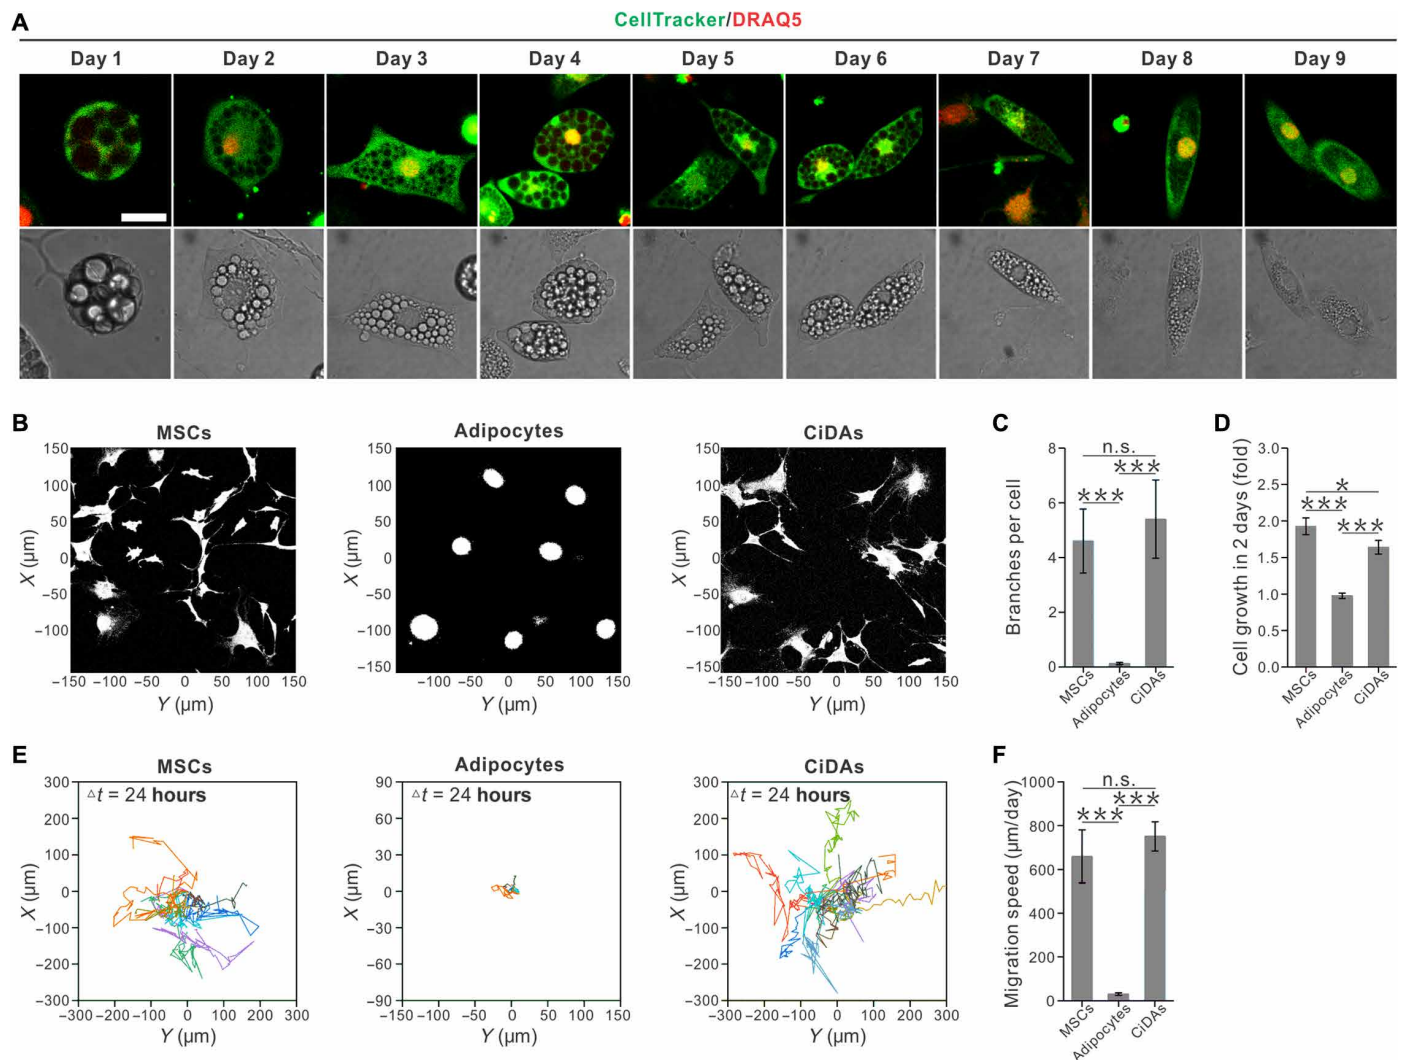 A
CellTracker/DRAQ5
Day 1 Day 2 Day 3 Day 4 Day 5 Day 6 Day 7 Day 8 Day 9
B
MSCs
150
100
50
0
−50
−100
−150
X (µm)
−150 −100 −50 0 50 100 150
Y (µm)
Adipocytes
150
100
50
0
−50
−100
−150
X (µm)
−100 −50 0 50 100 150
Y (µm)
CiDAs
150
100
50
0
−50
−100
−150
X (µm)
−150 −100 −50 0 50 100 150
Y (µm)
C
Branches per cell
8
6
4
2
0
n.s.
***
***
MSCs
Adipocytes
CiDAs
D
Cell growth in 2 days (fold)
3.0
2.5
2.0
1.5
1.0
0.5
0.0
*
***
***
MSCs
Adipocytes
CiDAs
E
MSCs
△t = 24 hours
300
200
100
0
−100
−200
−300
X (µm)
−300 −200 −100 0 100 200 300
Y (µm)
Adipocytes
△t = 24 hours
90
60
30
0
−30
−60
−90
X (µm)
−150 −100 −50 0 50 100 150
Y (µm)
CiDAs
△t = 24 hours
300
200
100
0
−100
−200
−300
X (µm)
−300 −200 −100 0 100 200 300
Y (µm)
F
Migration speed (µm/day)
1000
800
600
400
200
0
n.s.
***
***
MSCs
Adipocytes
CiDAs